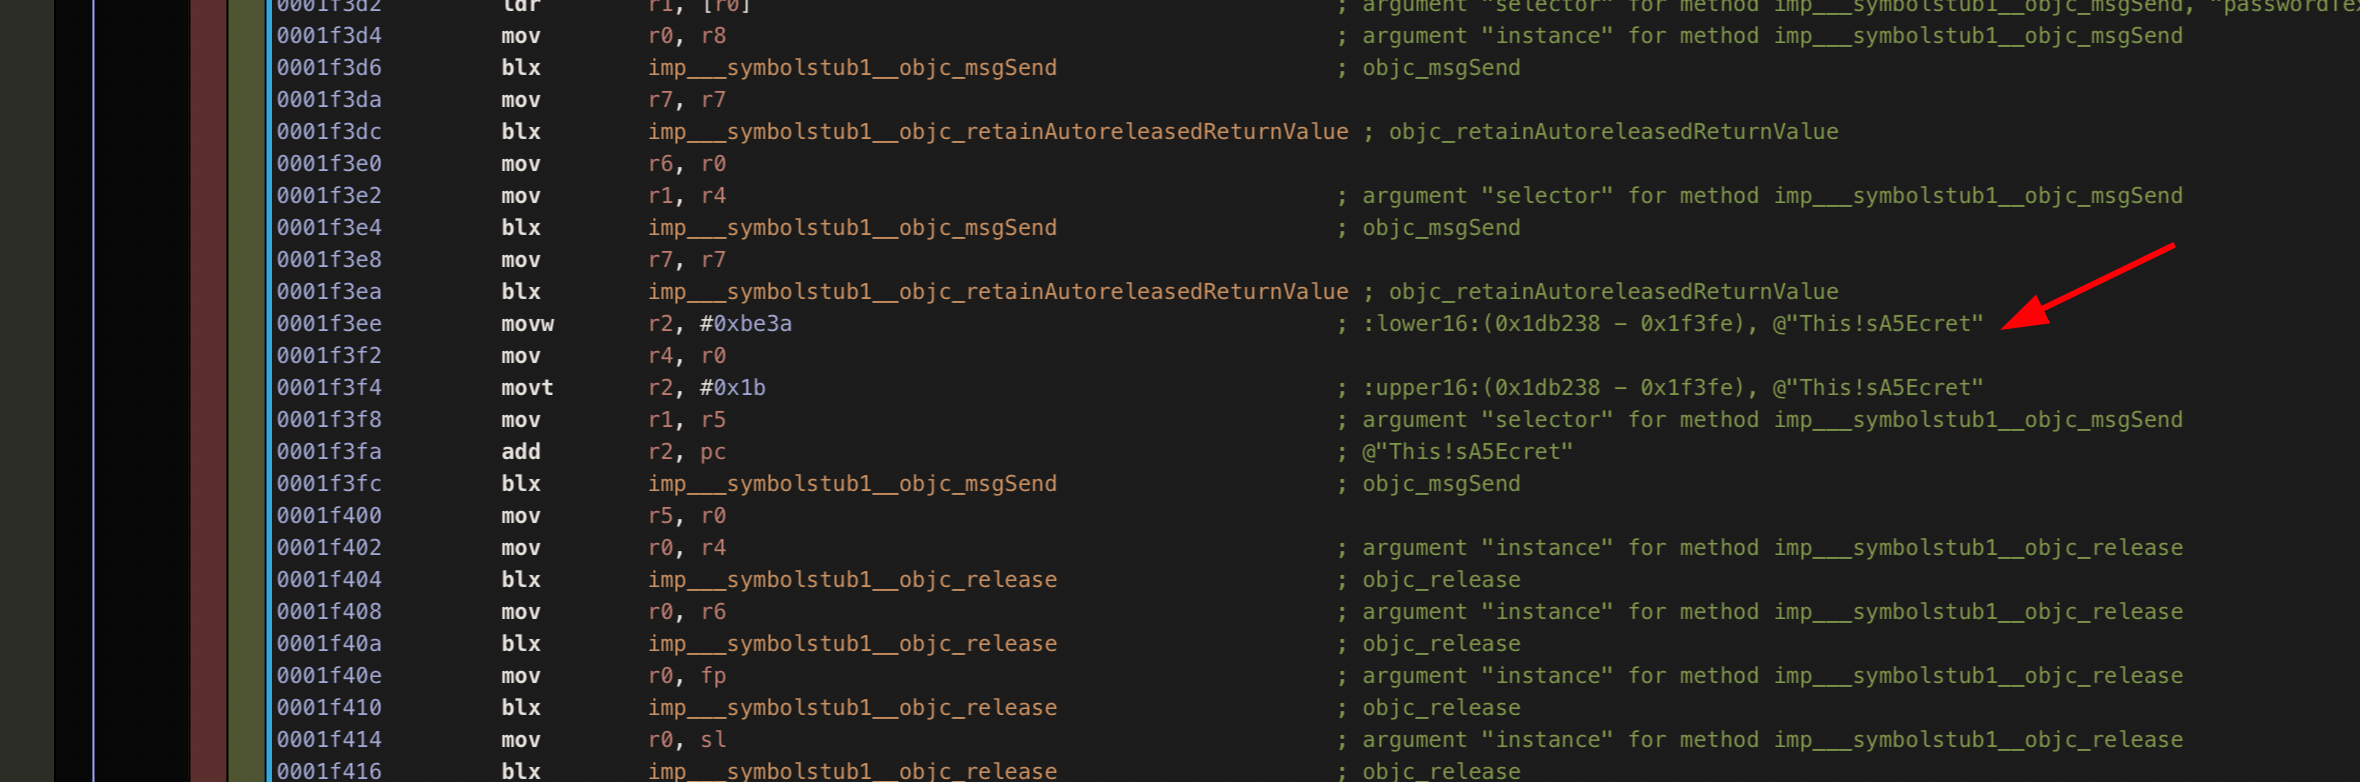 0001f3d2 ldr r1, [r0] ; argument "selector" for method imp___symbolstub1__objc_msgSend, "passwordTe
0001f3d4 mov r0, r8 ; argument "instance" for method imp___symbolstub1__objc_msgSend
0001f3d6 blx imp___symbolstub1__objc_msgSend ; objc_msgSend
0001f3da mov r7, r7
0001f3dc blx imp___symbolstub1__objc_retainAutoreleasedReturnValue ; objc_retainAutoreleasedReturnValue
0001f3e0 mov r6, r0
0001f3e2 mov r1, r4 ; argument "selector" for method imp___symbolstub1__objc_msgSend
0001f3e4 blx imp___symbolstub1__objc_msgSend ; objc_msgSend
0001f3e8 mov r7, r7
0001f3ea blx imp___symbolstub1__objc_retainAutoreleasedReturnValue ; objc_retainAutoreleasedReturnValue
0001f3ee movw r2, #0xbe3a ; :lower16:(0x1db238 - 0x1f3fe), @"This!sA5Ecret"
0001f3f2 mov r4, r0
0001f3f4 movt r2, #0x1b ; :upper16:(0x1db238 - 0x1f3fe), @"This!sA5Ecret"
0001f3f8 mov r1, r5 ; argument "selector" for method imp___symbolstub1__objc_msgSend
0001f3fa add r2, pc ; @"This!sA5Ecret"
0001f3fc blx imp___symbolstub1__objc_msgSend ; objc_msgSend
0001f400 mov r5, r0
0001f402 mov r0, r4 ; argument "instance" for method imp___symbolstub1__objc_release
0001f404 blx imp___symbolstub1__objc_release ; objc_release
0001f408 mov r0, r6 ; argument "instance" for method imp___symbolstub1__objc_release
0001f40a blx imp___symbolstub1__objc_release ; objc_release
0001f40e mov r0, fp ; argument "instance" for method imp___symbolstub1__objc_release
0001f410 blx imp___symbolstub1__objc_release ; objc_release
0001f414 mov r0, sl ; argument "instance" for method imp___symbolstub1__objc_release
0001f416 blx imp___symbolstub1__objc_release ; objc_release